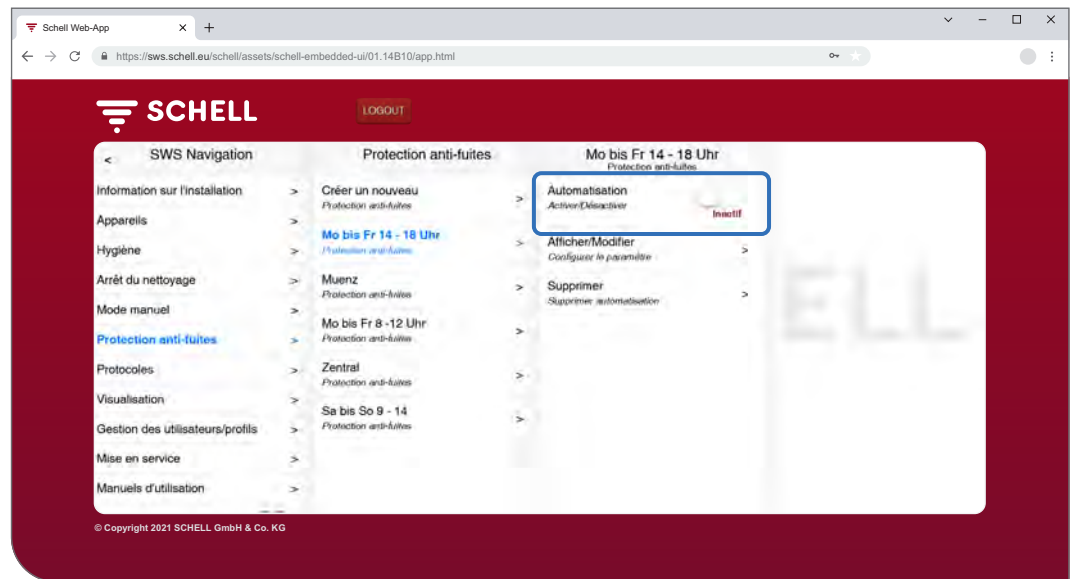 Schell Web-App
https://sws.schell.eu/schell/assets/schell-embedded-ui/01.14B10/app.html
SCHELL
LOGOUT
< SWS Navigation
Information sur l'installation >
Appareils >
Hygiène >
Arrêt du nettoyage >
Mode manuel >
Protection anti-fuites >
Protocoles >
Visualisation >
Gestion des utilisateurs/profils >
Mise en service >
Manuels d'utilisation >
Protection anti-fuites
Créer un nouveau >
Protection anti-fuites
Mo bis Fr 14 - 18 Uhr >
Protection anti-fuites
Muenz >
Protection anti-fuites
Mo bis Fr 8 -12 Uhr >
Protection anti-fuites
Zentral >
Protection anti-fuites
Sa bis So 9 - 14 >
Protection anti-fuites
Mo bis Fr 14 - 18 Uhr
Protection anti-fuites
Automatisation
Activer/Désactiver
Inactif
Afficher/Modifier >
Configurer le paramètre
Supprimer >
Supprimer automatisation
ELL
© Copyright 2021 SCHELL GmbH & Co. KG